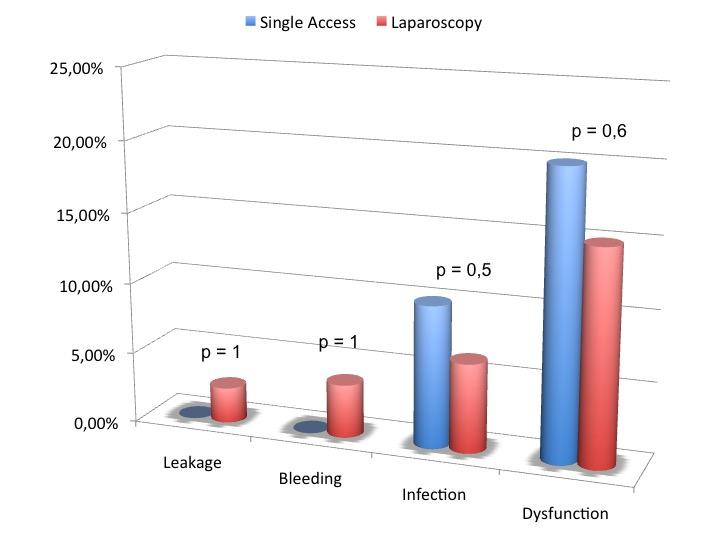 Single Access Laparoscopy
25,00%
20,00%
15,00%
10,00%
5,00%
0,00%
p = 1
p = 1
p = 0,5
p = 0,6
Leakage
Bleeding
Infection
Dysfunction